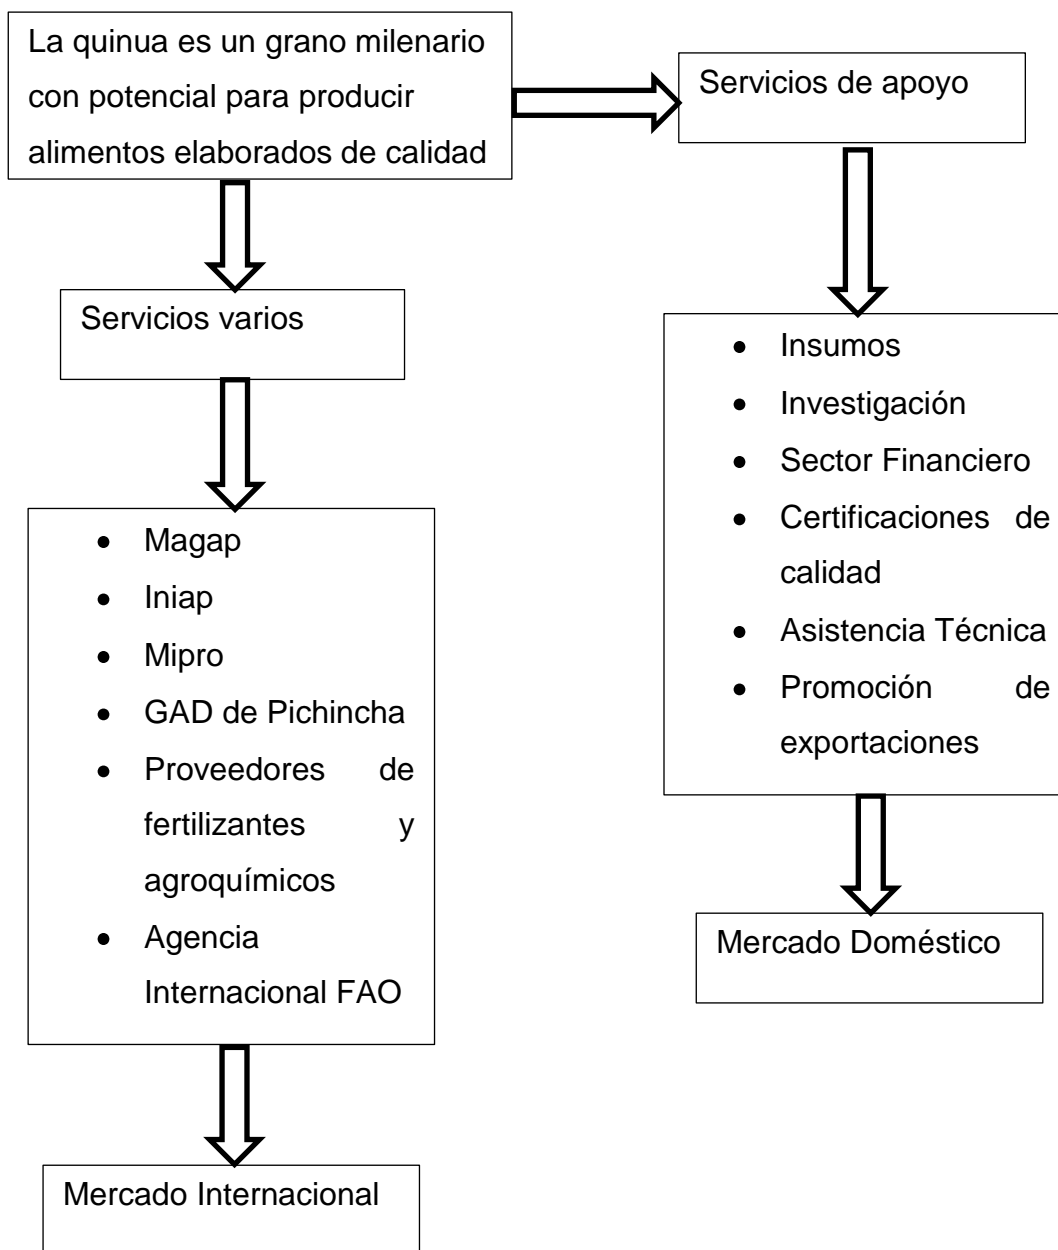 La quinua es un grano milenario
con potencial para producir
alimentos elaborados de calidad
Servicios de apoyo
Servicios varios
• Insumos
• Investigación
• Sector Financiero
• Certificaciones de
calidad
• Asistencia Técnica
• Promoción de
exportaciones
• Magap
• Iniap
• Mipro
• GAD de Pichincha
• Proveedores de
fertilizantes y
agroquímicos
• Agencia
Internacional FAO
Mercado Doméstico
Mercado Internacional